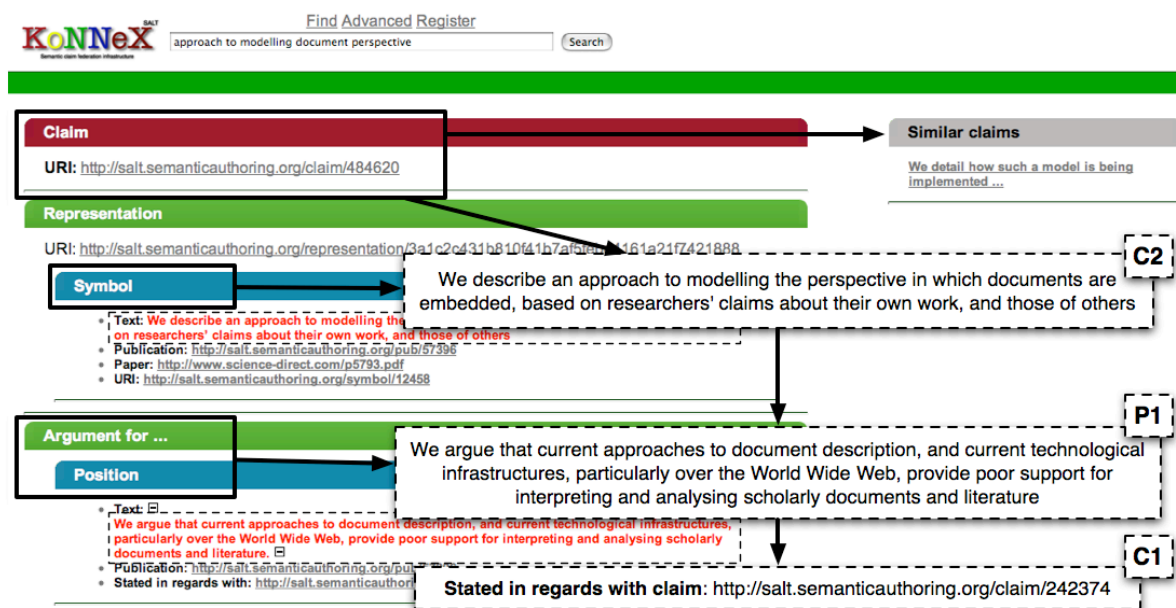 SALT
Find Advanced Register
KoNNeX
approach to modelling document perspective
Search
Semantic claim federation infrastructure
Claim
Similar claims
URI: http://salt.semanticauthoring.org/claim/484620
We detail how such a model is being
implemented ...
Representation
URI: http://salt.semanticauthoring.org/representation/3a1c2c431b810f41b7af5
161a21f7421888
C2
We describe an approach to modelling the perspective in which documents are
embedded, based on researchers' claims about their own work, and those of others
Symbol
Text: We describe an approach to modelling the
on researchers' claims about their own work, and those of others
Publication: http://salt.semanticauthoring.org/pub/57396
Paper: http://www.science-direct.com/p5793.pdf
URI: http://salt.semanticauthoring.org/symbol/12458
P1
Argument for ...
We argue that current approaches to document description, and current technological
infrastructures, particularly over the World Wide Web, provide poor support for
interpreting and analysing scholarly documents and literature
Position
Text:
We argue that current approaches to document description, and current technological infrastructures,
particularly over the World Wide Web, provide poor support for interpreting and analysing scholarly
documents and literature.
Publication: http://salt.semanticauthoring.org/
Stated in regards with: http://salt.semanticauthori
C1
Stated in regards with claim: http://salt.semanticauthoring.org/claim/242374